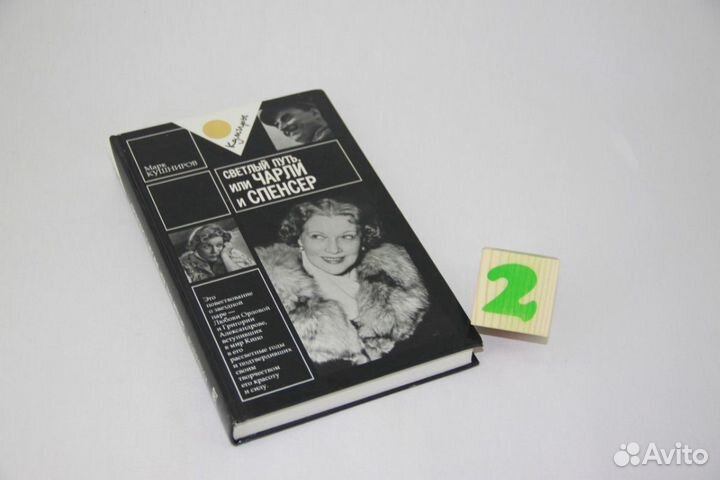 Кумиры
Марк
КУШНИРОВ
СВЕТЛЫЙ ПУТЬ,
ИЛИ ЧАРЛИ
И СПЕНСЕР
Это
повествование
о звездной
паре —
Любови Орловой
и Григории
Александрове,
вступивших
в мир Кино
в его
рассветные годы
и подтвердивших
своим
творчеством
его красоту
и силу.
2
Avito